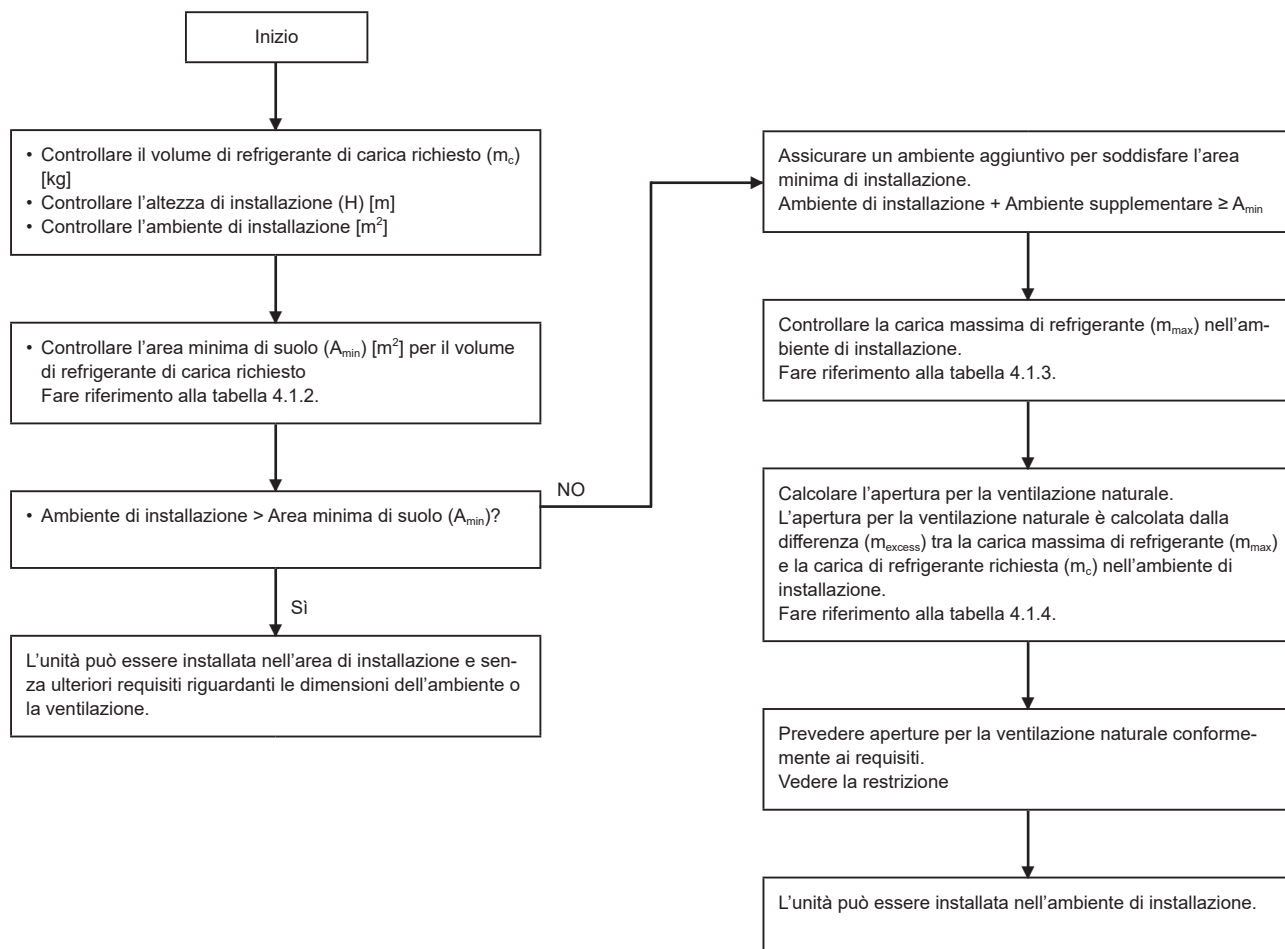 Inizio
• Controllare il volume di refrigerante di carica richiesto (mc)
[kg]
• Controllare l'altezza di installazione (H) [m]
• Controllare l'ambiente di installazione [m²]
• Controllare l'area minima di suolo (Amin) [m²] per il volume
di refrigerante di carica richiesto
Fare riferimento alla tabella 4.1.2.
• Ambiente di installazione > Area minima di suolo (Amin)?
NO
Sì
L'unità può essere installata nell'area di installazione e sen-
za ulteriori requisiti riguardanti le dimensioni dell'ambiente o
la ventilazione.
Assicurare un ambiente aggiuntivo per soddisfare l'area
minima di installazione.
Ambiente di installazione + Ambiente supplementare ≥ Amin
Controllare la carica massima di refrigerante (mmax) nell'am-
biente di installazione.
Fare riferimento alla tabella 4.1.3.
Calcolare l'apertura per la ventilazione naturale.
L'apertura per la ventilazione naturale è calcolata dalla
differenza (mexcess) tra la carica massima di refrigerante (mmax)
e la carica di refrigerante richiesta (mc) nell'ambiente di
installazione.
Fare riferimento alla tabella 4.1.4.
Prevedere aperture per la ventilazione naturale conforme-
mente ai requisiti.
Vedere la restrizione
L'unità può essere installata nell'ambiente di installazione.